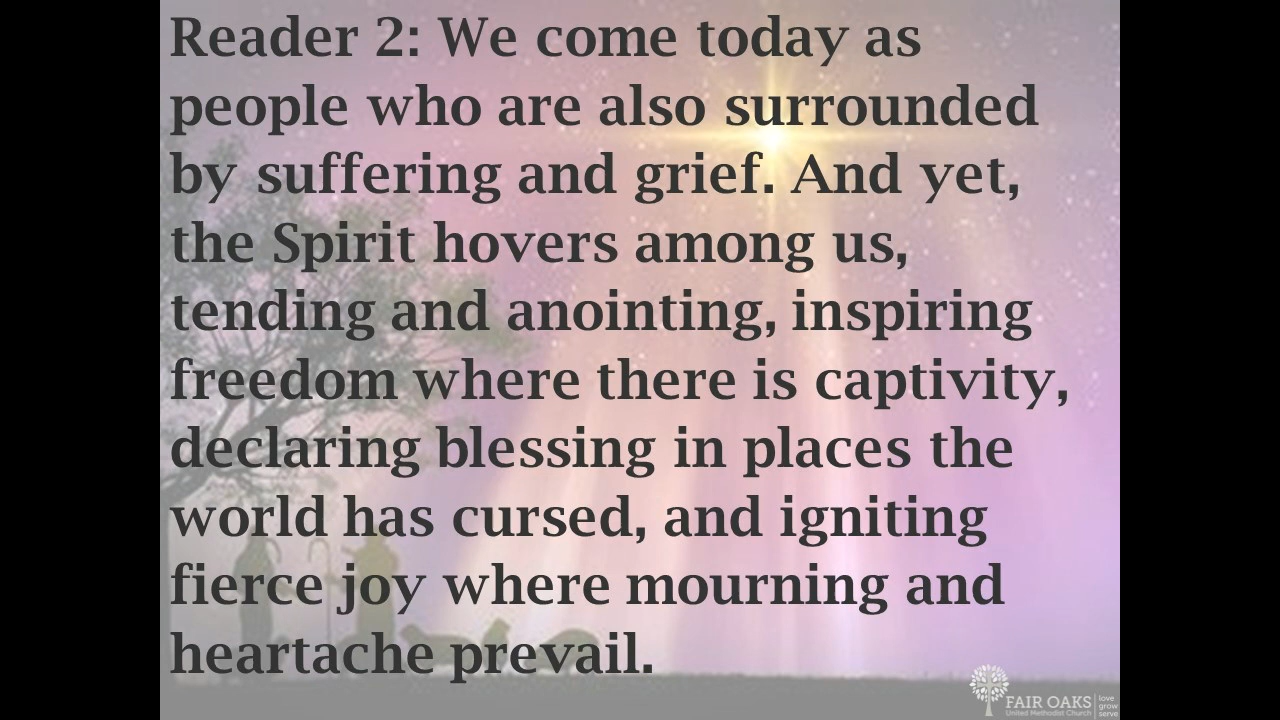 Reader 2: We come today as
people who are also surrounded
by suffering and grief. And yet,
the Spirit hovers among us,
tending and anointing, inspiring
freedom where there is captivity,
declaring blessing in places the
world has cursed, and igniting
fierce joy where mourning and
heartache prevail.
FAIR OAKS
United Methodist Church
love
grow
serve